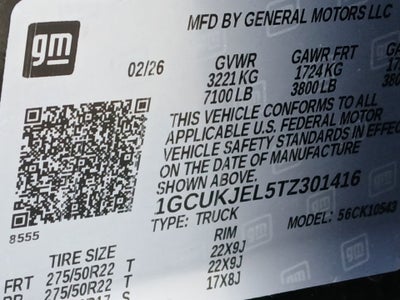 gm
MFD BY GENERAL MOTORS LLC
02/26
GVWR
GAWR FRT
3221 KG
1724 KG
7100 LB
3800 LB
THIS VEHICLE CONFORMS TO ALL
APPLICABLE U.S. FEDERAL MOTOR
VEHICLE SAFETY STANDARDS IN EFFEC
ON THE DATE OF MANUFACTURE
SHOWN ABOVE.
1GCUKJEL5TZ301416
TYPE: TRUCK
MODEL: 56CK10543
8555
TIRE SIZE
RIM
FRT 275/50R22 T 22X9J
275/50R22 T 22X9J
17X8J